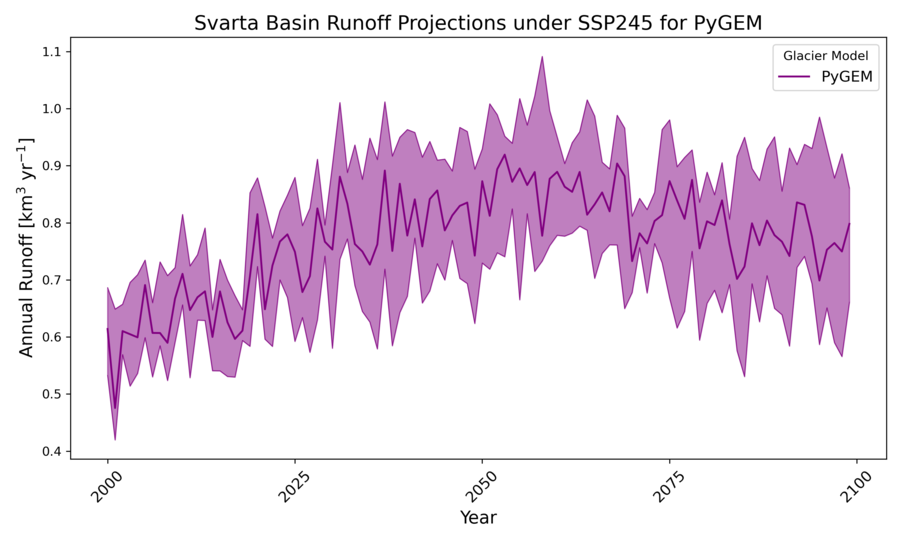 Svarta Basin Runoff Projections under SSP245 for PyGEM
Glacier Model
PyGEM
Annual Runoff [km³ yr⁻¹]
1.1
1.0
0.9
0.8
0.7
0.6
0.5
0.4
2000
2025
2050
2075
2100
Year